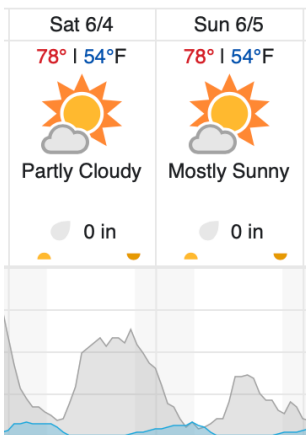 Sat 6/4
78° | 54°F
Partly Cloudy
0 in
Sun 6/5
78° | 54°F
Mostly Sunny
0 in